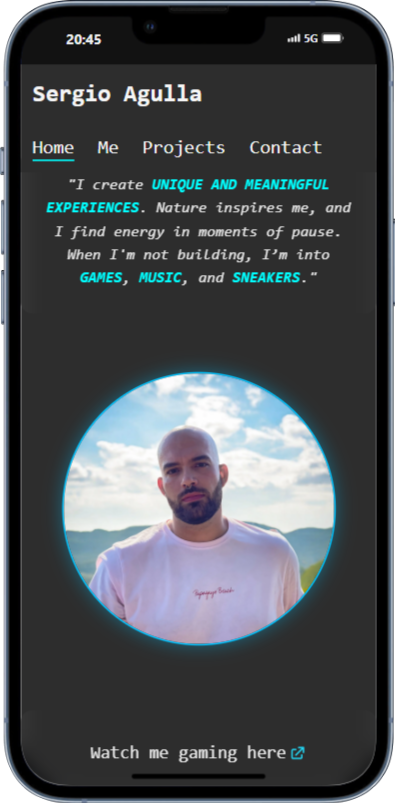 20:45 5G
Sergio Agulla
Home Me Projects Contact
"I create UNIQUE AND MEANINGFUL
EXPERIENCES. Nature inspires me, and
I find energy in moments of pause.
When I'm not building, I’m into
GAMES, MUSIC, and SNEAKERS."
Watch me gaming here